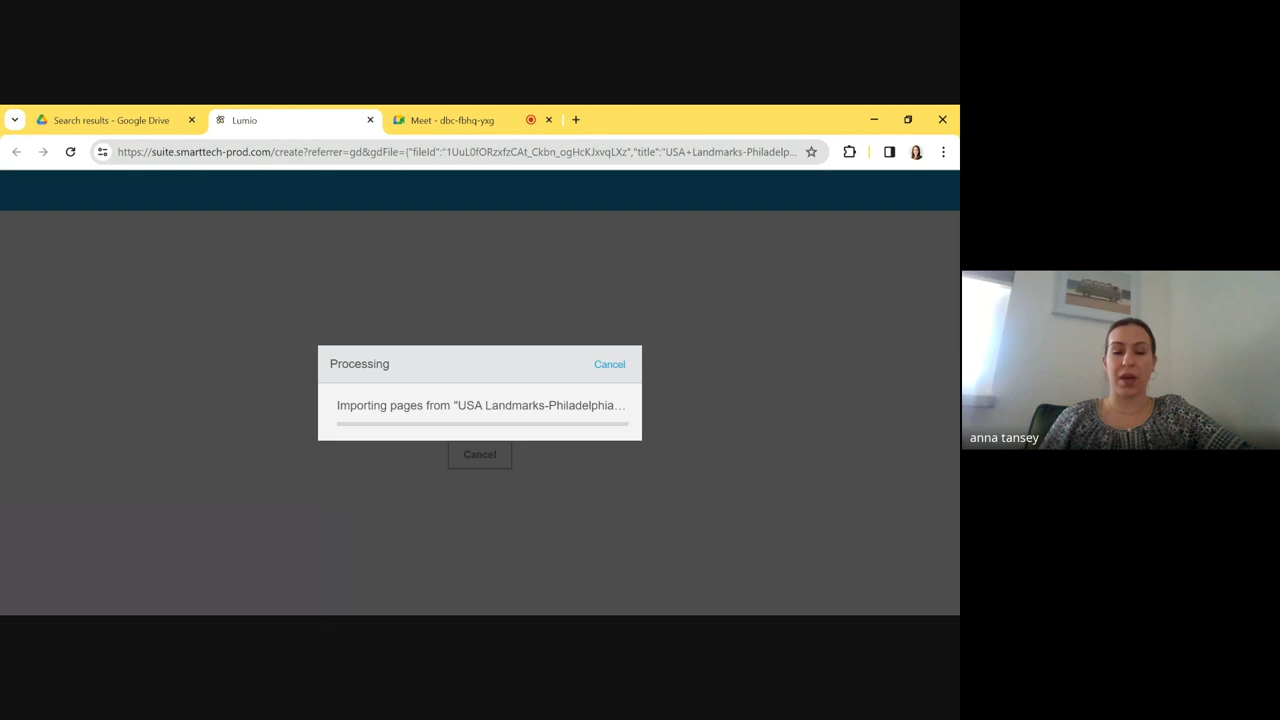 Search results - Google Drive
Lumio
Meet - dbc-fbhq-yxg
https://suite.smarttech-prod.com/create?referrer=gd&gdFile={"fileId":"1UuL0fORzxfzCAt_Ckbn_ogHcKJxvqLXz","title":"USA+Landmarks-Philadelp...
Processing
Cancel
Importing pages from "USA Landmarks-Philadelphia...
Cancel
anna tansey